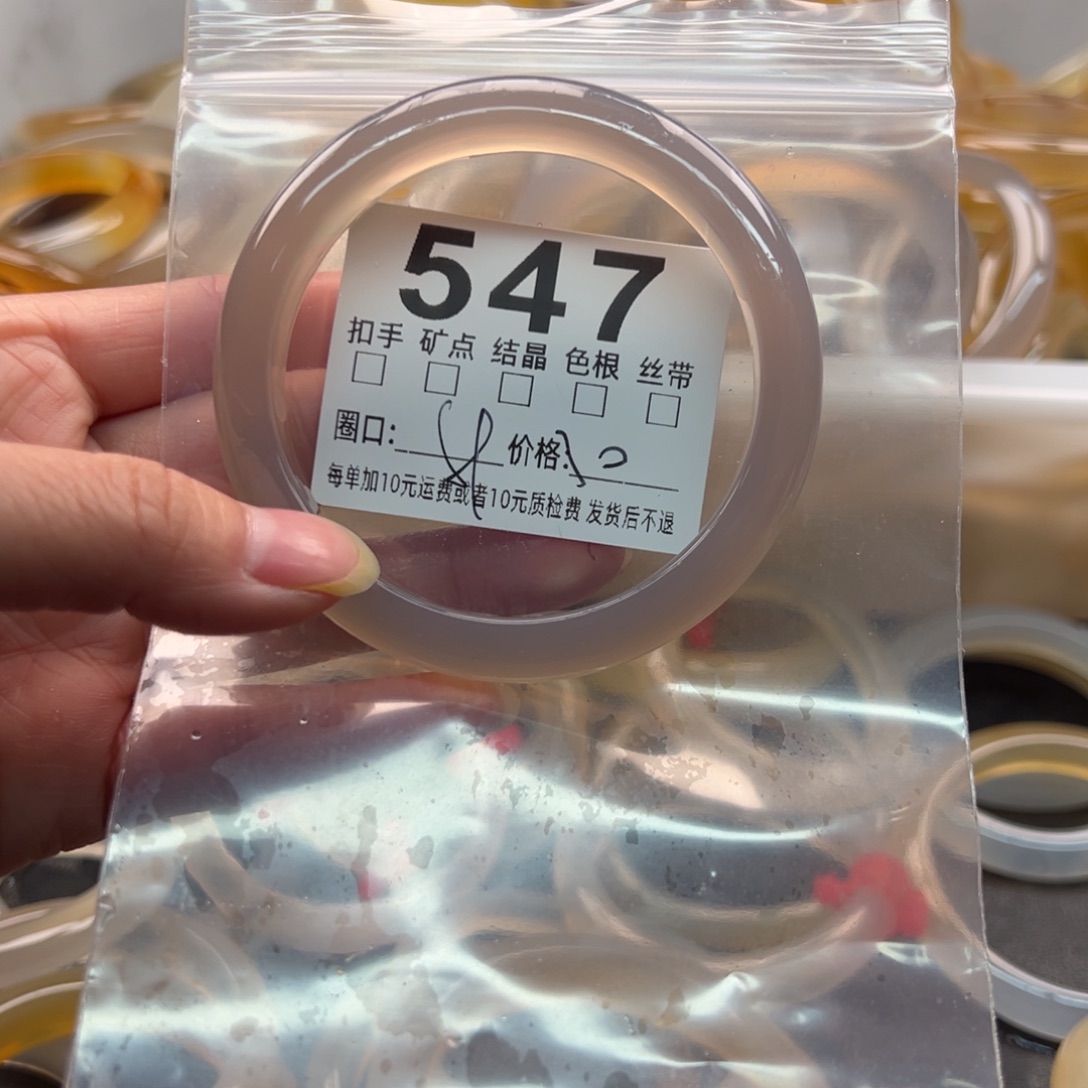 547
扣手 矿点 结晶 色根 丝带
圈口: 价格:
每单加10元运费或者10元质检费 发货后不退